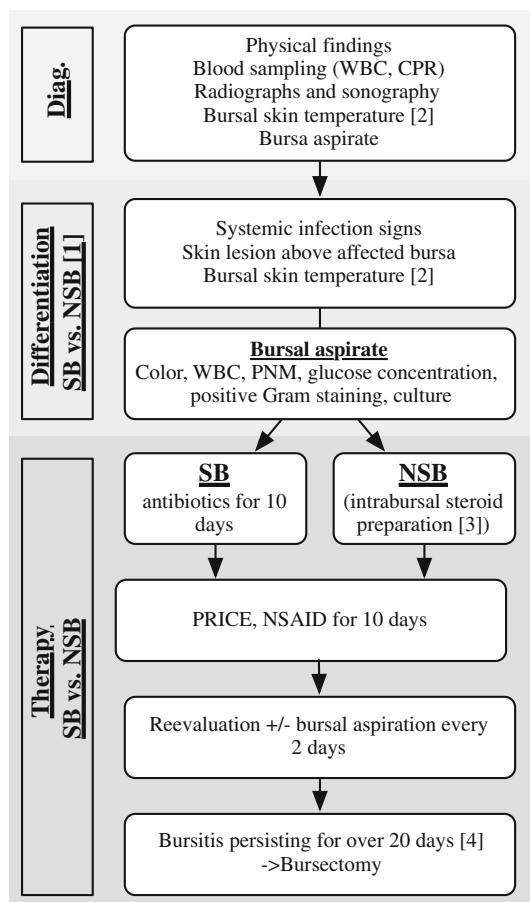 Diag.
Physical findings
Blood sampling (WBC, CPR)
Radiographs and sonography
Bursal skin temperature [2]
Bursa aspirate
Differentiation
SB vs. NSB [1]
Systemic infection signs
Skin lesion above affected bursa
Bursal skin temperature [2]
Bursal aspirate
Color, WBC, PNM, glucose concentration,
positive Gram staining, culture
Therapy
SB vs. NSB
SB
antibiotics for 10
days
NSB
(intrabursal steroid
preparation [3])
PRICE, NSAID for 10 days
Reevaluation +/- bursal aspiration every
2 days
Bursitis persisting for over 20 days [4]
->Bursectomy